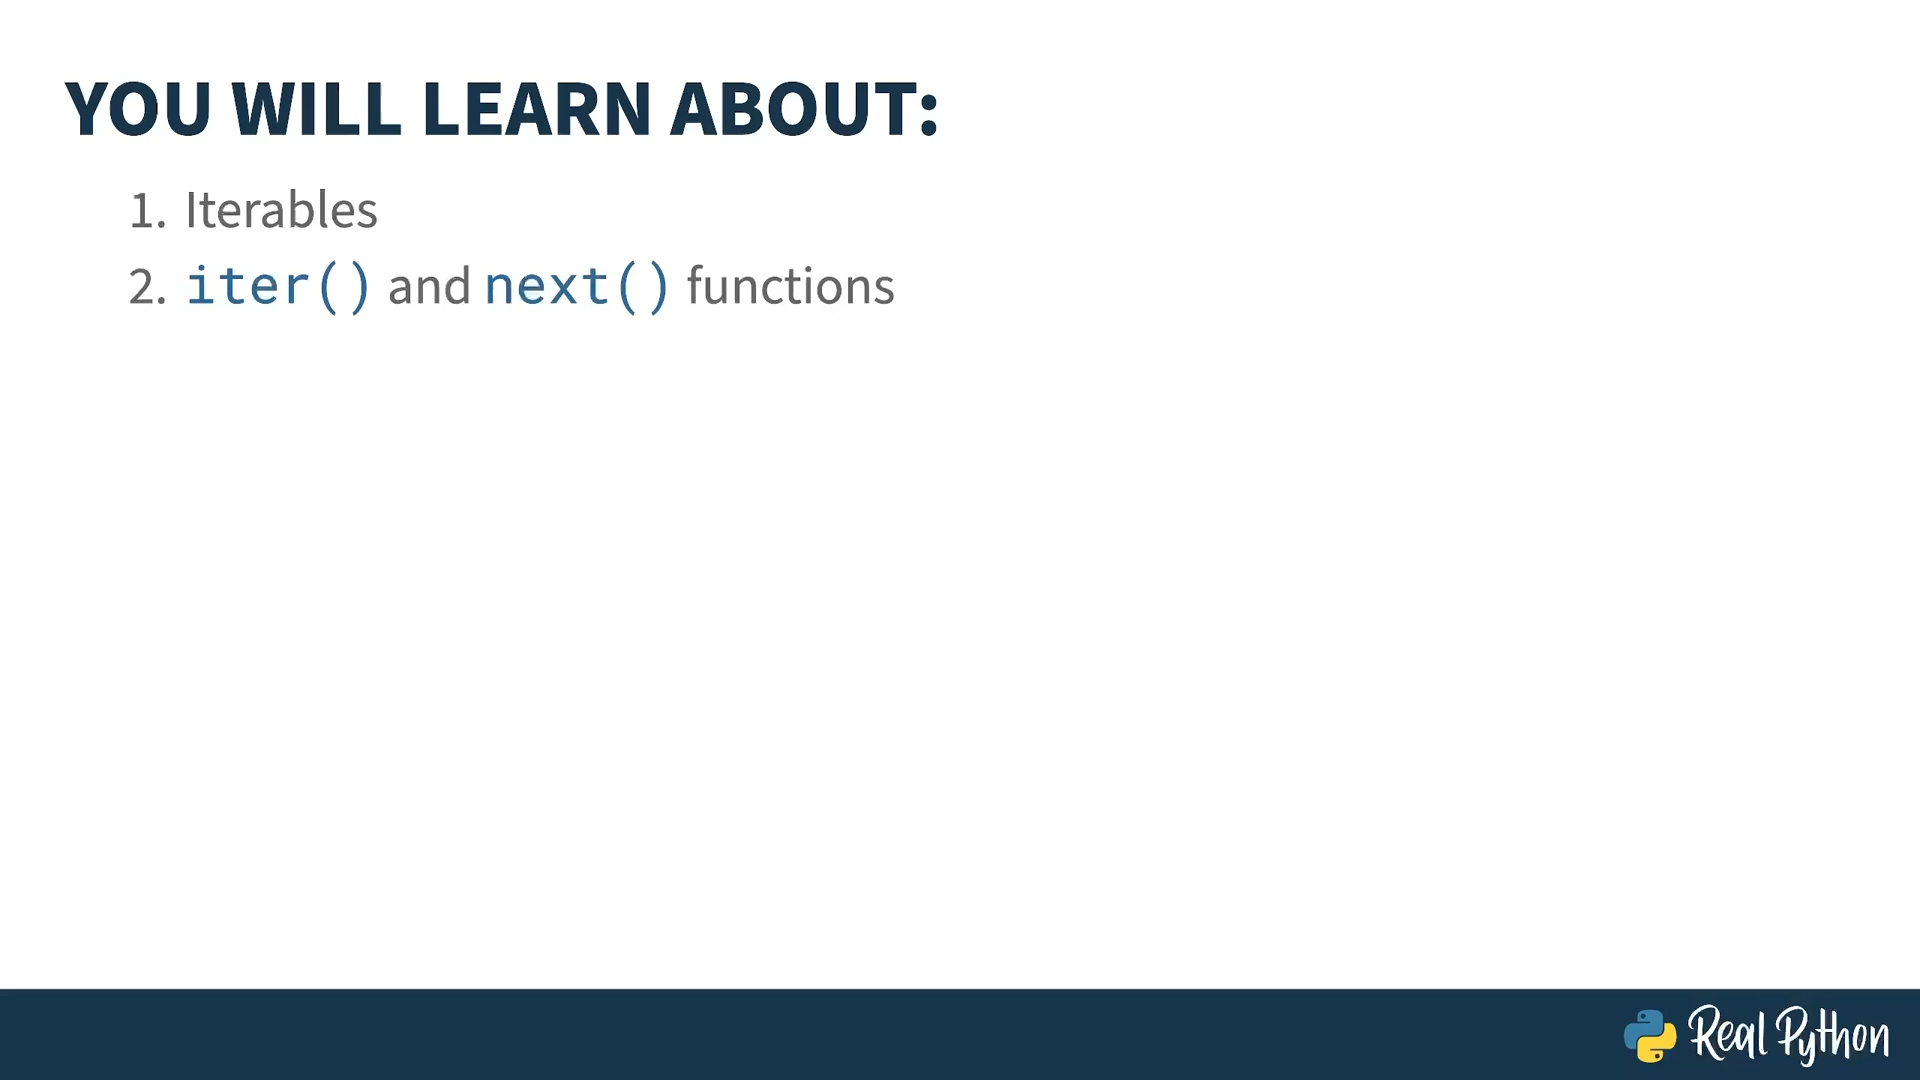 YOU WILL LEARN ABOUT:
1. Iterables
2. iter() and next() functions
Real Python